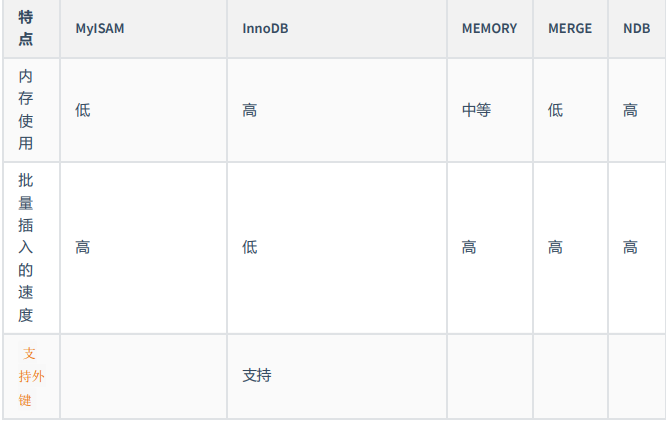 特点 MyISAM InnoDB MEMORY MERGE NDB
内存使用 低 高 中等 低 高
批量插入的速度 高 低 高 高 高
支持外键 支持